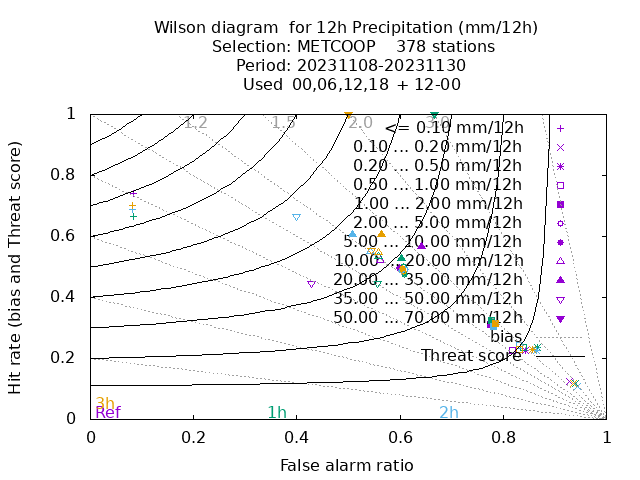 Wilson diagram  for 12h Precipitation (mm/12h)
Selection: METCOOP    378 stations
Period: 20231108-20231130
Used  00,06,12,18 + 12-00
1.2 1.5 2.0 3.0
<= 0.10 mm/12h
0.10 ... 0.20 mm/12h
0.20 ... 0.50 mm/12h
0.50 ... 1.00 mm/12h
1.00 ... 2.00 mm/12h
2.00 ... 5.00 mm/12h
5.00 ... 10.00 mm/12h
10.00 ... 20.00 mm/12h
20.00 ... 35.00 mm/12h
35.00 ... 50.00 mm/12h
50.00 ... 70.00 mm/12h
bias
Threat score
1
0.8
0.6
0.4
0.2
0
Hit rate (bias and Threat score)
3h
Ref 1h 2h
0 0.2 0.4 0.6 0.8 1
False alarm ratio